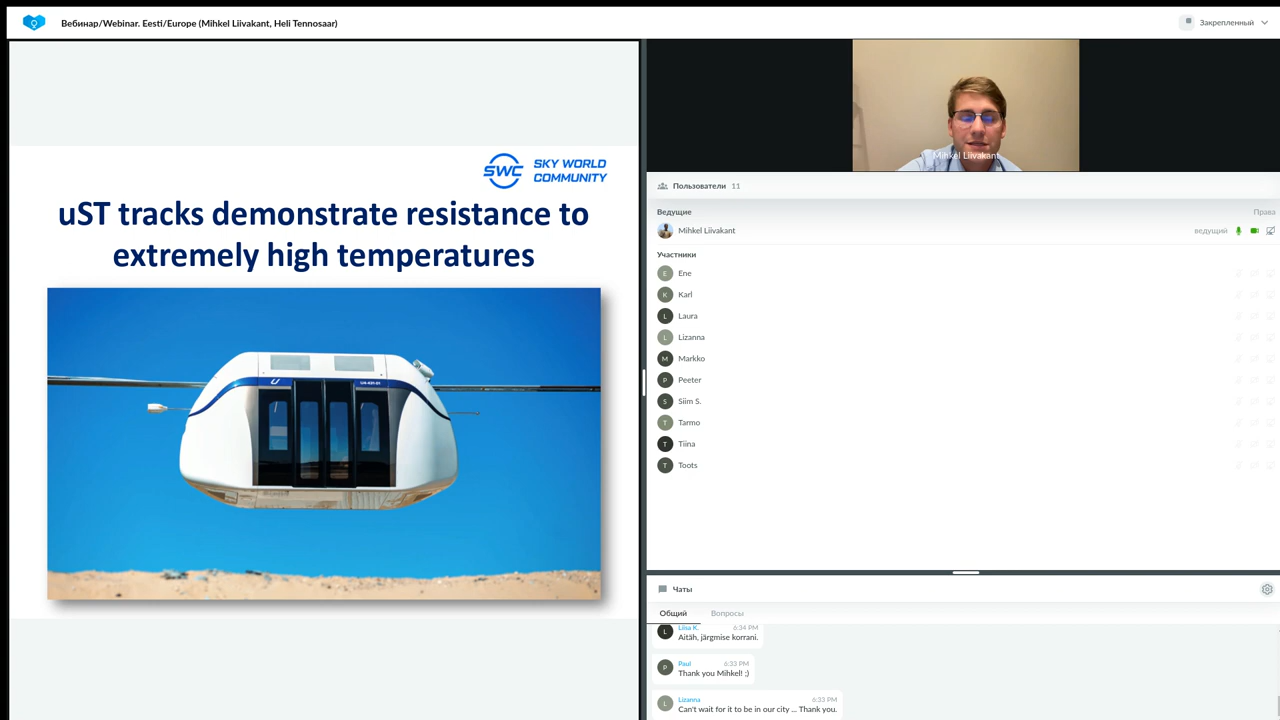 Вебинар/Webinar. Eesti/Europe (Mihkel Liivakant, Heli Tennosaar)
Закрепленный
SWC SKY WORLD
COMMUNITY
uST tracks demonstrate resistance to
extremely high temperatures
Mihkel Liivakant
Пользователи 11
Ведущие Права
Mihkel Liivakant ведущий
Участники
E Ene
K Karl
L Laura
L Lizanna
M Markko
P Peeter
S Siim S.
T Tarmo
T Tiina
T Toots
Чаты
Общий Вопросы
L Liisa K. 6:34 PM
Aitäh, järgmise korrani.
P Paul 6:33 PM
Thank you Mihkel! ;)
L Lizanna 6:33 PM
Can't wait for it to be in our city ... Thank you.